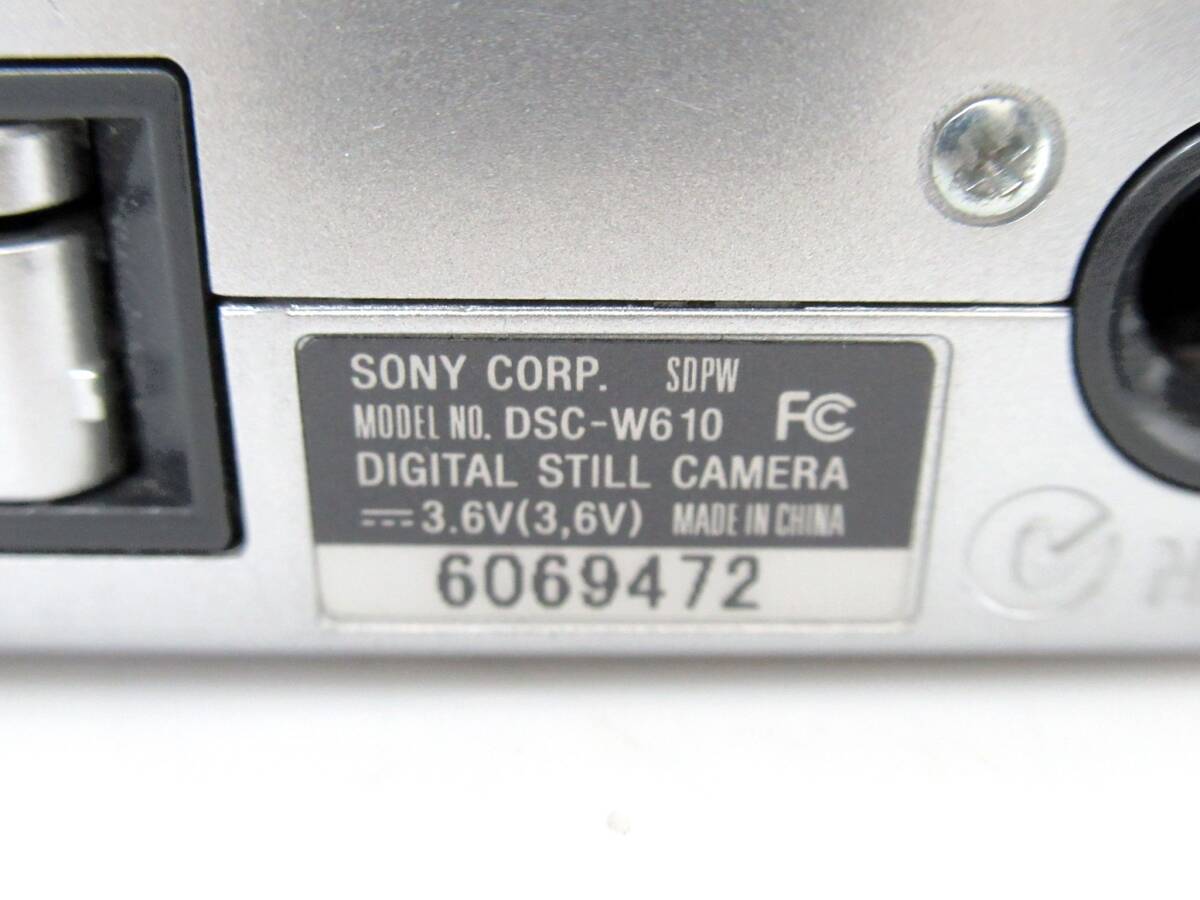 SONY CORP. SDPW
MODEL NO. DSC-W610 FC
DIGITAL STILL CAMERA
3.6V(3,6V) MADE IN CHINA
6069472